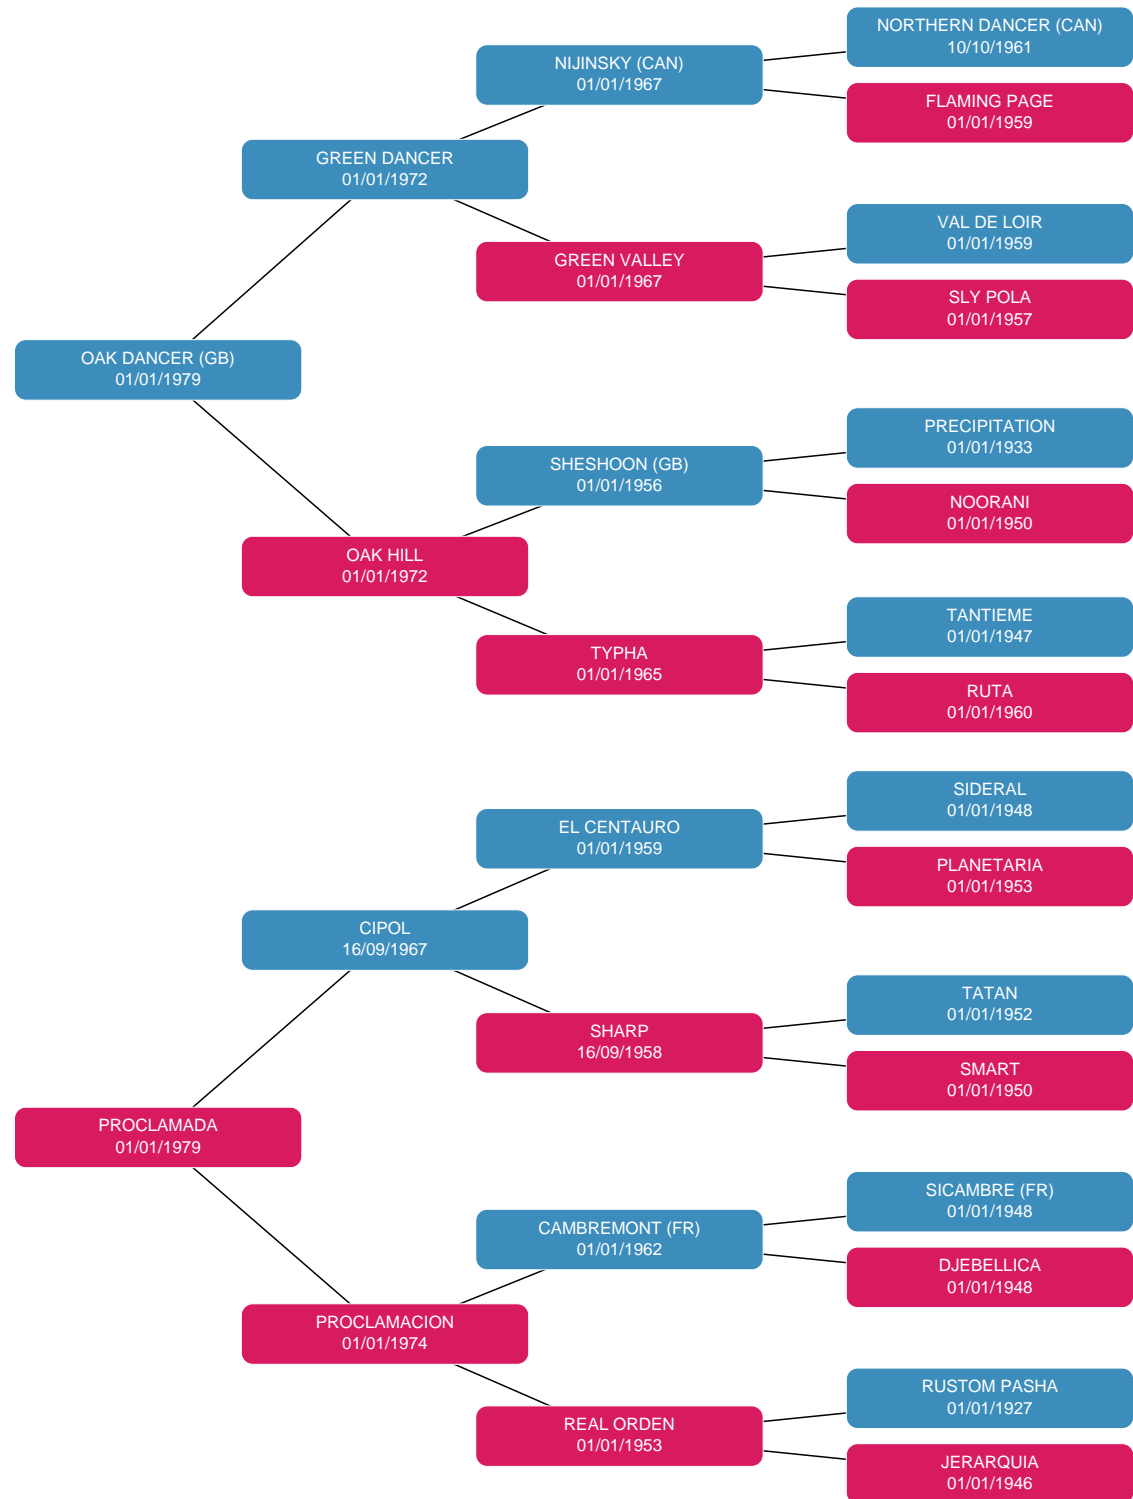 NORTHERN DANCER (CAN)
10/10/1961
NIJINSKY (CAN)
01/01/1967
FLAMING PAGE
01/01/1959
GREEN DANCER
01/01/1972
VAL DE LOIR
01/01/1959
GREEN VALLEY
01/01/1967
SLY POLA
01/01/1957
OAK DANCER (GB)
01/01/1979
PRECIPITATION
01/01/1933
SHESHOON (GB)
01/01/1956
NOORANI
01/01/1950
OAK HILL
01/01/1972
TANTIEME
01/01/1947
TYPHA
01/01/1965
RUTA
01/01/1960
SIDERAL
01/01/1948
EL CENTAURO
01/01/1959
PLANETARIA
01/01/1953
CIPOL
16/09/1967
TATAN
01/01/1952
SHARP
16/09/1958
SMART
01/01/1950
PROCLAMADA
01/01/1979
SICAMBRE (FR)
01/01/1948
CAMBREMONT (FR)
01/01/1962
DJEBELLICA
01/01/1948
PROCLAMACION
01/01/1974
RUSTOM PASHA
01/01/1927
REAL ORDEN
01/01/1953
JERARQUIA
01/01/1946